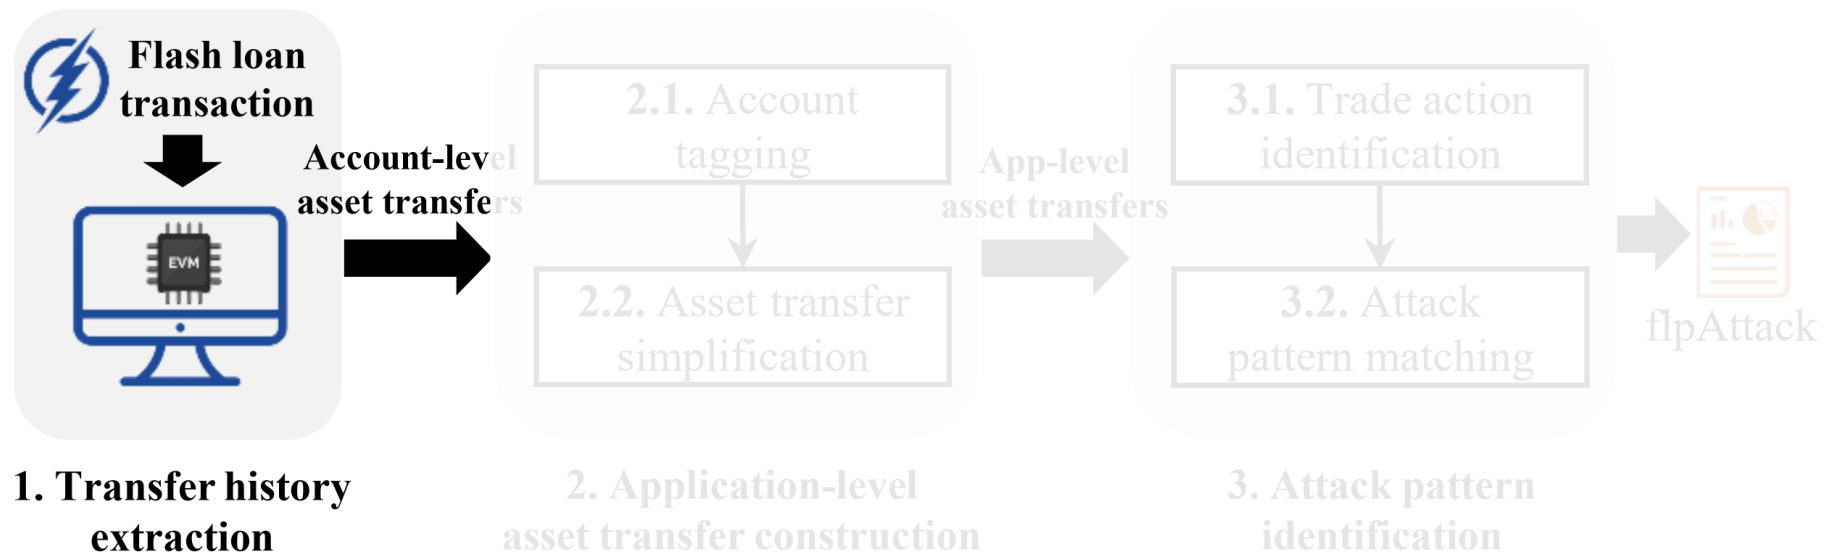 Flash loan
transaction
EVM
Account-level
asset transfers
1. Transfer history
extraction
2.1. Account
tagging
2.2. Asset transfer
simplification
2. Application-level
asset transfer construction
App-level
asset transfers
3.1. Trade action
identification
3.2. Attack
pattern matching
3. Attack pattern
identification
flpAttack